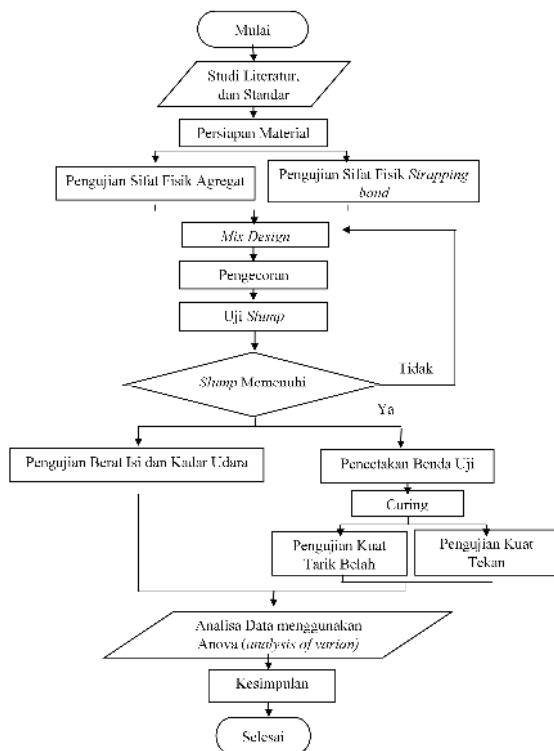 Mulai
Studi Literatur,
dan Standar
Persiapan Material
Pengujian Sifat Fisik Agregat
Pengujian Sifat Fisik Strapping
band
Mix Design
Pengecoran
Uji Slump
Slump Memenuhi
Tidak
Ya
Pengujian Berat Isi dan Kadar Udara
Pencetakan Benda Uji
Curing
Pengujian Kuat
Tarik Belah
Pengujian Kuat
Tekan
Analisa Data menggunakan
Anova (analysis of varian)
Kesimpulan
Selesai